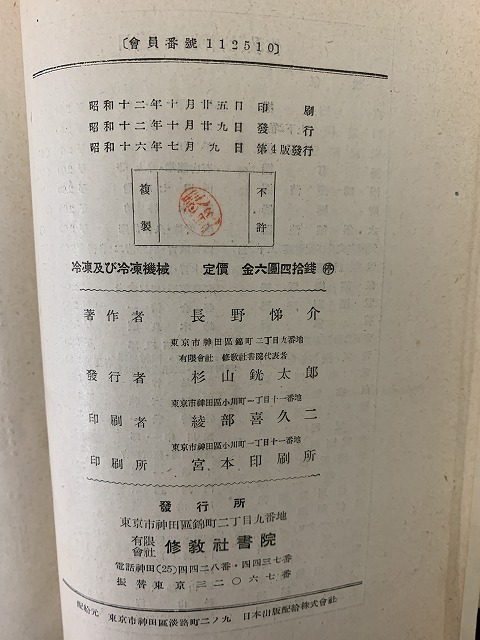 〔會員番號112510〕
昭和十二年十月廿五日 印刷
昭和十二年十月廿九日 發行
昭和十六年七月九日 第4版發行
不許
複製
冷凍及び冷凍機械 定價 金六圓四拾錢 ㊞
著作者 長野悌介
東京市神田區錦町二丁目九番地
有限會社 修敎社書院代表者
發行者 杉山銧太郎
東京市神田區小川町一丁目十一番地
印刷者 綾部喜久二
東京市神田區小川町一丁目十一番地
印刷所 宮本印刷所
發行所
東京市神田區錦町二丁目九番地
有限會社 修敎社書院
電話神田(25)四四二八番・四四三七番
振替東京三二〇六七番
配給元 東京市神田區淡路町二ノ九 日本出版配給株式會社